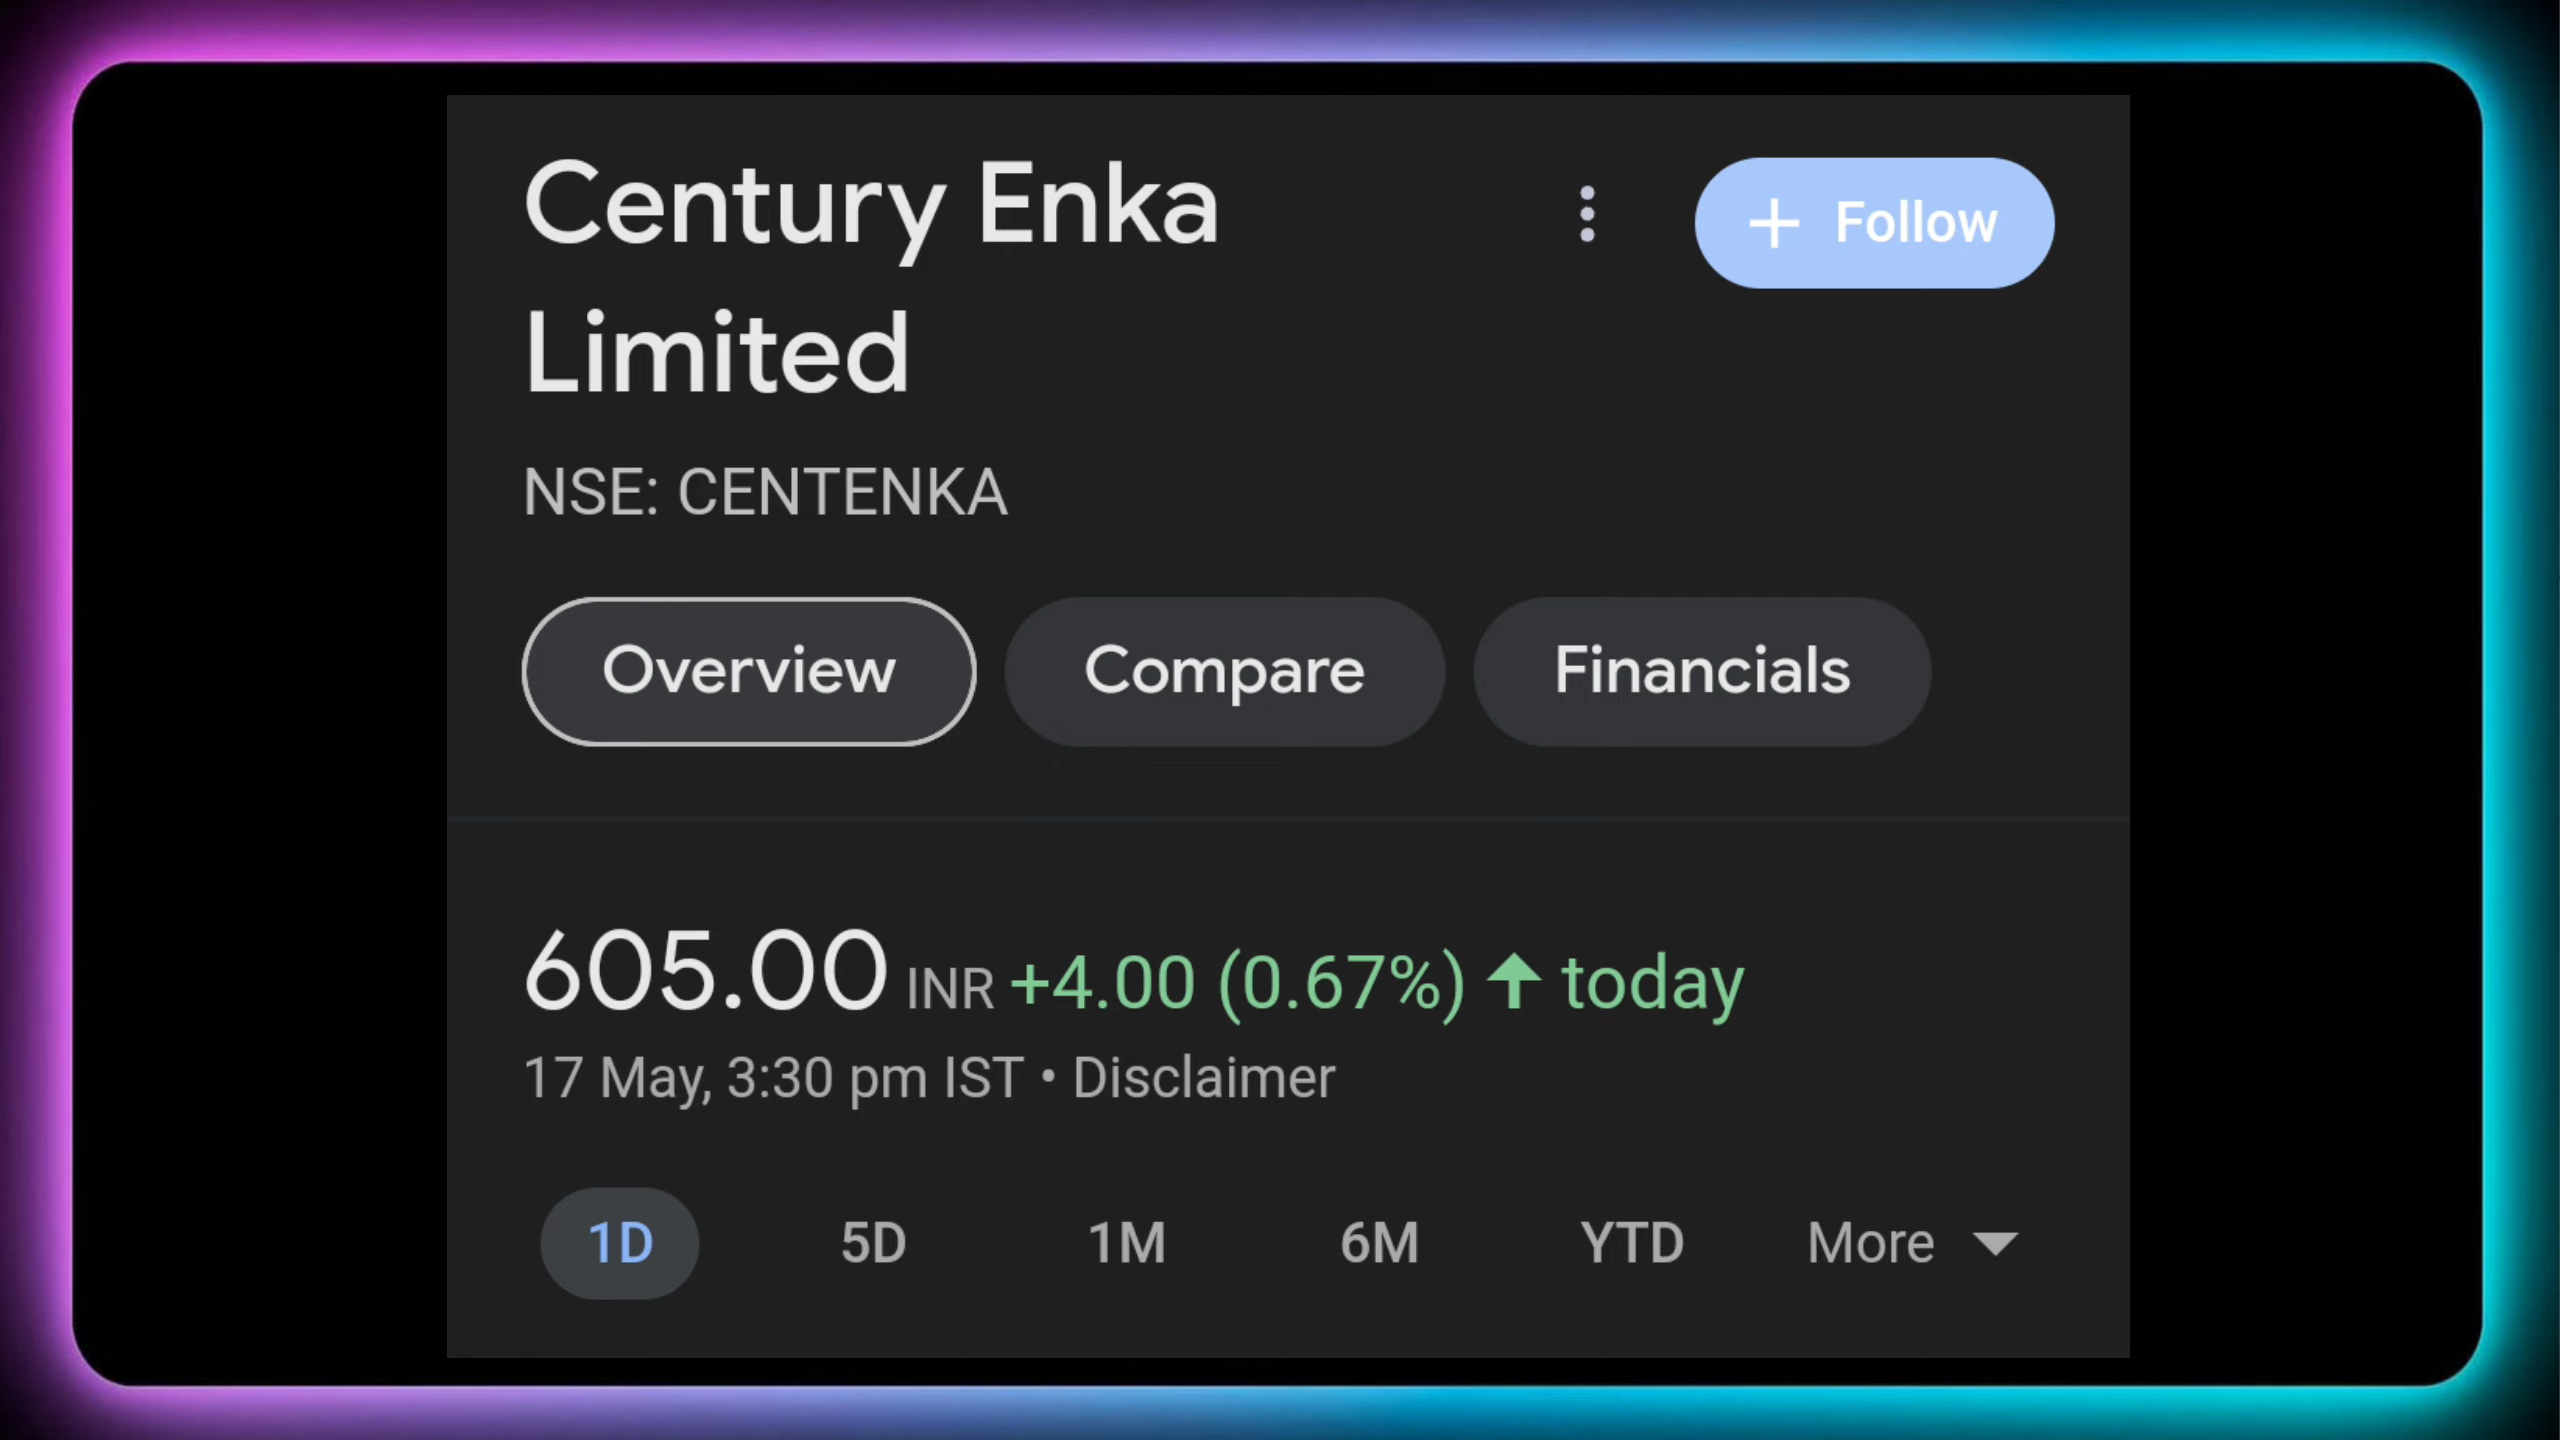 Century Enka
Limited
+ Follow
NSE: CENTENKA
Overview
Compare
Financials
605.00 INR +4.00 (0.67%) ↑ today
17 May, 3:30 pm IST • Disclaimer
1D 5D 1M 6M YTD More